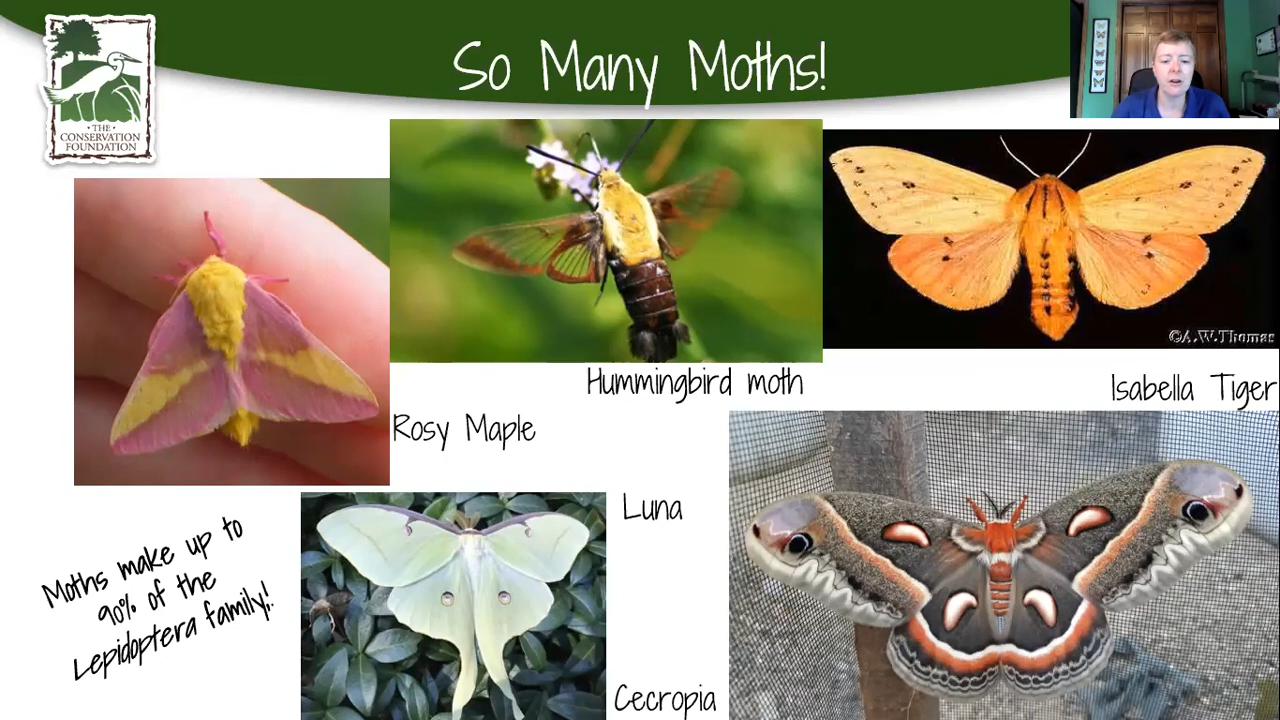 So Many Moths!
THE
CONSERVATION
FOUNDATION
©A.W.Thomas
Hummingbird moth
Isabella Tiger
Rosy Maple
Luna
Moths make up to
90% of the
Lepidoptera family!
Cecropia